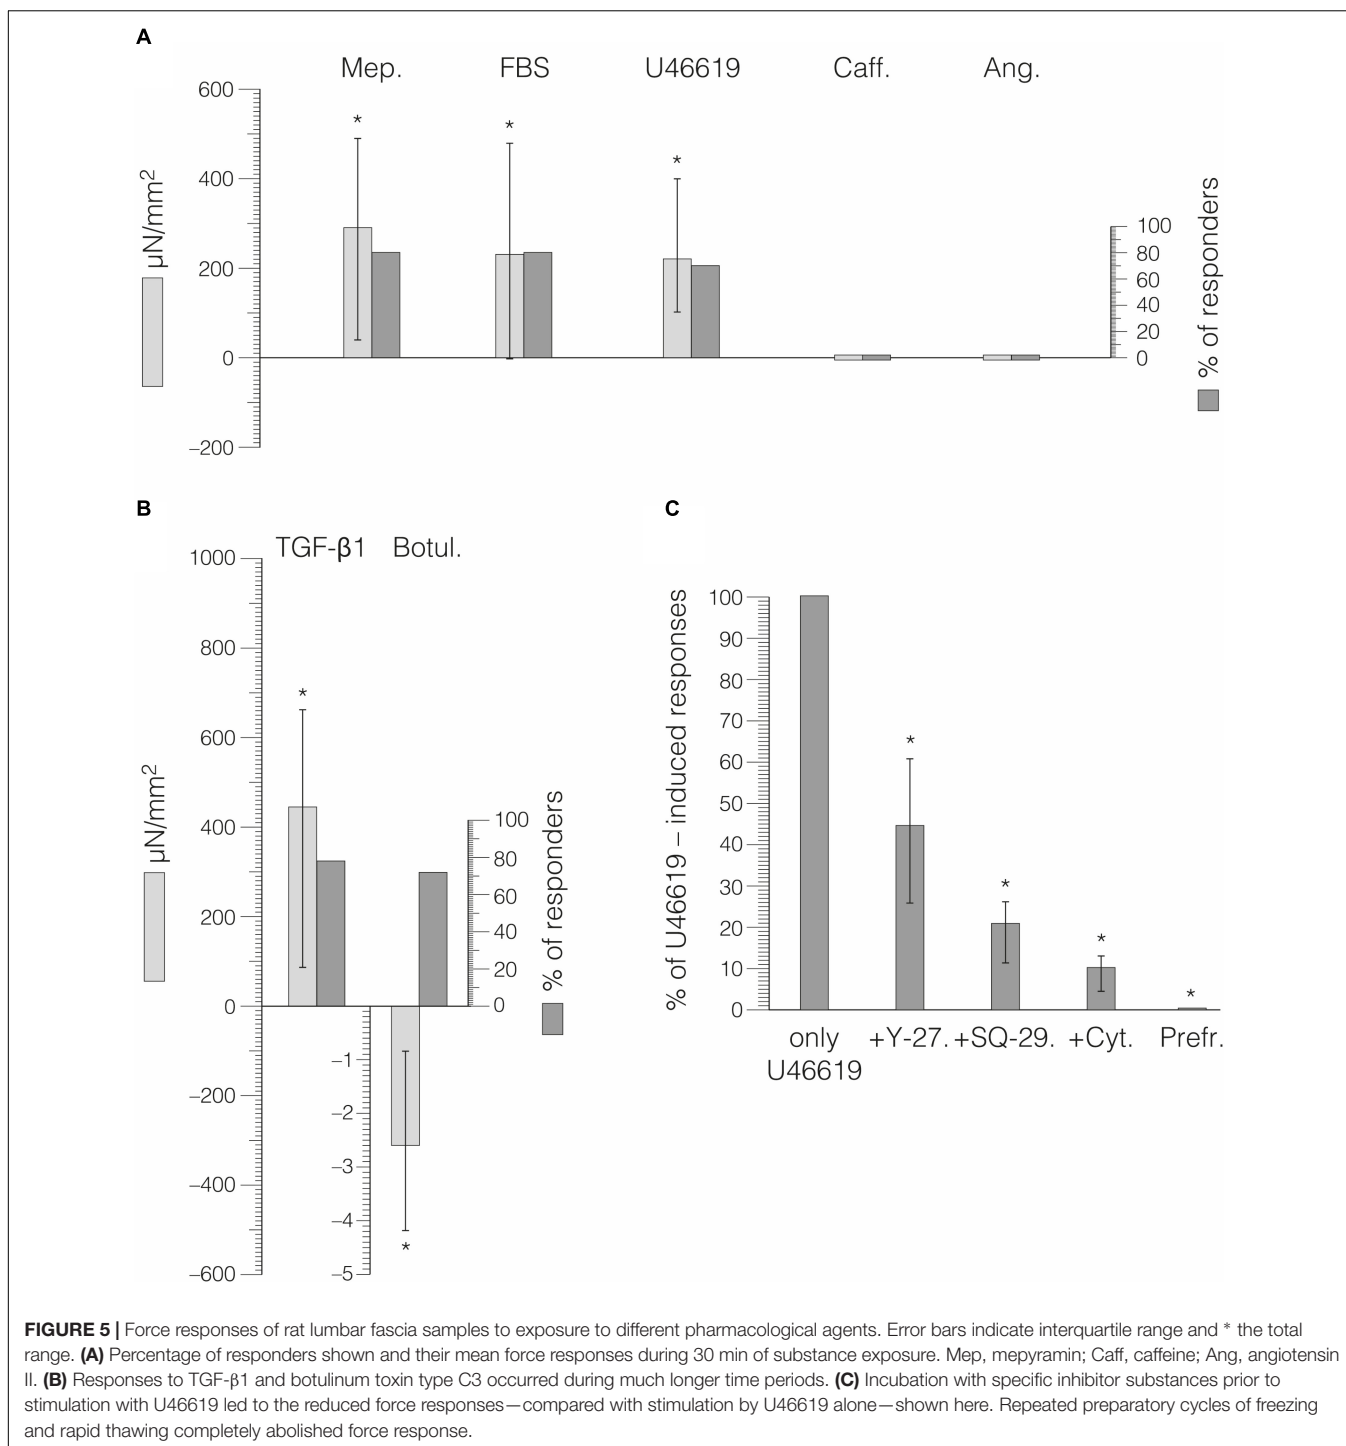 A
Mep. FBS U46619 Caff. Ang.
µN/mm²
600
400
200
0
–200
* * *
100
80
60
40
20
0
% of responders
B
TGF-β1 Botul.
µN/mm²
1000
800
600
400
200
0
–200
–400
–600
*
–1
–2
–3
–4
–5
*
100
80
60
40
20
0
% of responders
C
% of U46619 – induced responses
100
90
80
70
60
50
40
30
20
10
0
* * * *
only +Y-27. +SQ-29. +Cyt. Prefr.
U46619
FIGURE 5 | Force responses of rat lumbar fascia samples to exposure to different pharmacological agents. Error bars indicate interquartile range and * the total
range. (A) Percentage of responders shown and their mean force responses during 30 min of substance exposure. Mep, mepyramin; Caff, caffeine; Ang, angiotensin
II. (B) Responses to TGF-β1 and botulinum toxin type C3 occurred during much longer time periods. (C) Incubation with specific inhibitor substances prior to
stimulation with U46619 led to the reduced force responses—compared with stimulation by U46619 alone—shown here. Repeated preparatory cycles of freezing
and rapid thawing completely abolished force response.